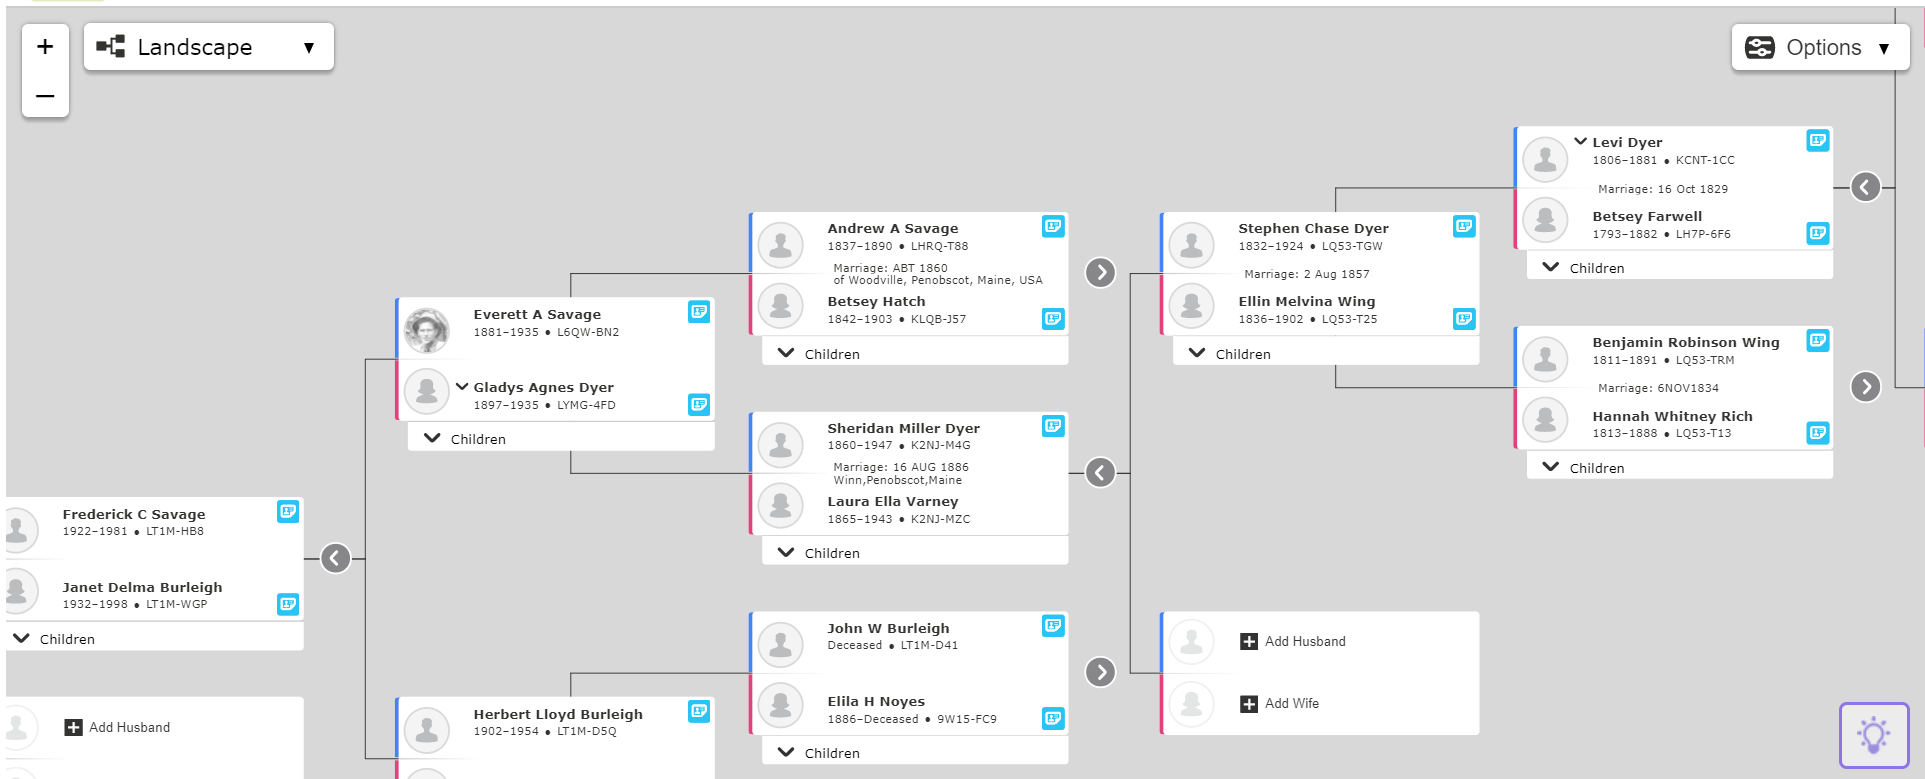 +
Landscape ▼
Options ▼
–
Levi Dyer
1806–1881 • KCNT-1CC
Marriage: 16 Oct 1829
Betsey Farwell
1793–1882 • LH7P-6F6
Children
Andrew A Savage
1837–1890 • LHRQ-T88
Marriage: ABT 1860
of Woodville, Penobscot, Maine, USA
Betsey Hatch
1842–1903 • KLQB-J57
Children
Stephen Chase Dyer
1832–1924 • LQ53-TGW
Marriage: 2 Aug 1857
Ellin Melvina Wing
1836–1902 • LQ53-T25
Children
Everett A Savage
1881–1935 • L6QW-BN2
Gladys Agnes Dyer
1897–1935 • LYMG-4FD
Children
Benjamin Robinson Wing
1811–1891 • LQ53-TRM
Marriage: 6NOV1834
Hannah Whitney Rich
1813–1888 • LQ53-T13
Children
Sheridan Miller Dyer
1860–1947 • K2NJ-M4G
Marriage: 16 AUG 1886
Winn,Penobscot,Maine
Laura Ella Varney
1865–1943 • K2NJ-MZC
Children
Frederick C Savage
1922–1981 • LT1M-HB8
Janet Delma Burleigh
1932–1998 • LT1M-WGP
Children
John W Burleigh
Deceased • LT1M-D41
Elila H Noyes
1886–Deceased • 9W15-FC9
Children
Add Husband
Add Wife
Herbert Lloyd Burleigh
1902–1954 • LT1M-D5Q
Add Husband